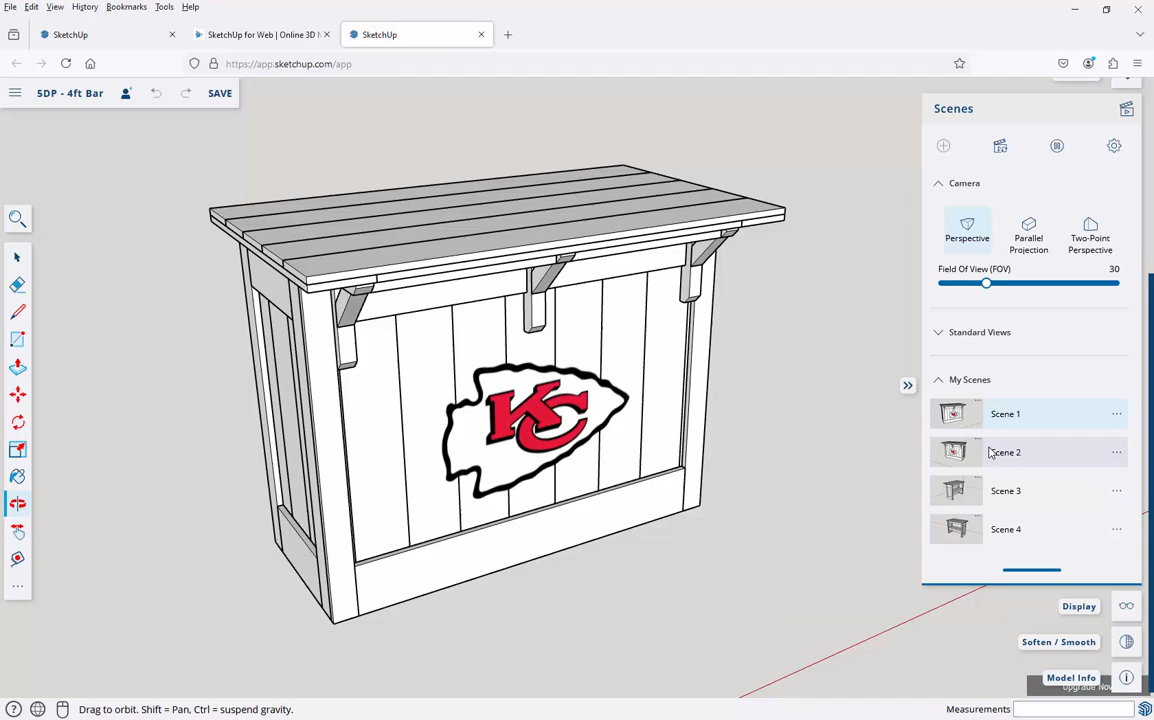 File Edit View History Bookmarks Tools Help
SketchUp
SketchUp for Web | Online 3D
SketchUp
https://app.sketchup.com/app
5DP - 4ft Bar
SAVE
Scenes
Camera
Perspective
Parallel Projection
Two-Point Perspective
Field Of View (FOV) 30
Standard Views
My Scenes
Scene 1
Scene 2
Scene 3
Scene 4
KC
Display
Soften / Smooth
Model Info
Upgrade Now
Drag to orbit. Shift = Pan, Ctrl = suspend gravity.
Measurements